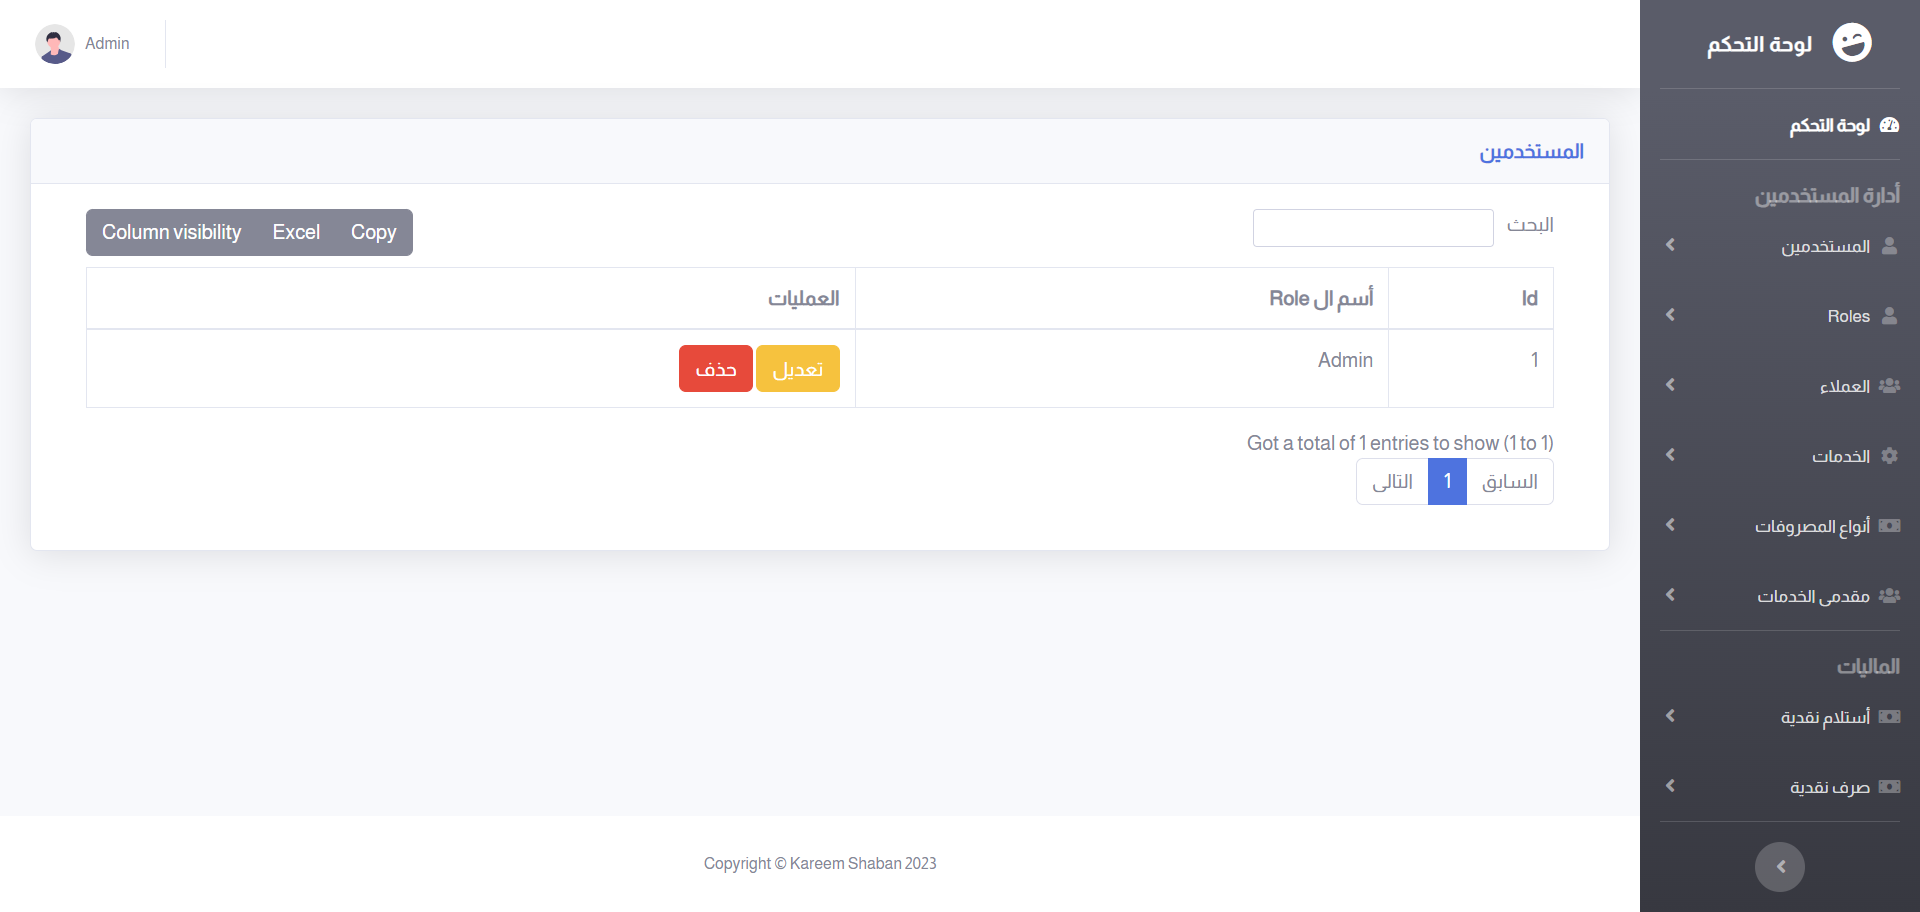 لوحة التحكم
لوحة التحكم
أدارة المستخدمين
المستخدمين
Roles
العملاء
الخدمات
أنواع المصروفات
مقدمى الخدمات
الماليات
أستلام نقدية
صرف نقدية
Admin
المستخدمين
البحث
Column visibility Excel Copy
Id أسم ال Role العمليات
1 Admin تعديل حذف
Got a total of 1 entries to show (1 to 1)
السابق 1 التالى
Copyright © Kareem Shaban 2023